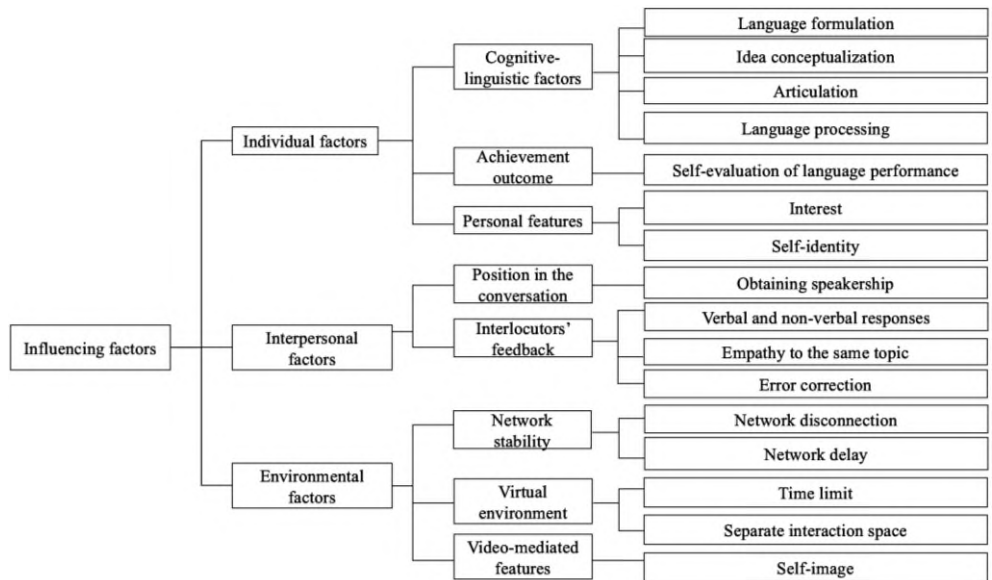 Influencing factors
Individual factors
Cognitive-
linguistic factors
Language formulation
Idea conceptualization
Articulation
Language processing
Achievement
outcome
Self-evaluation of language performance
Personal features
Interest
Self-identity
Interpersonal
factors
Position in the
conversation
Obtaining speakership
Interlocutors’
feedback
Verbal and non-verbal responses
Empathy to the same topic
Error correction
Environmental
factors
Network
stability
Network disconnection
Network delay
Virtual
environment
Time limit
Separate interaction space
Video-mediated
features
Self-image